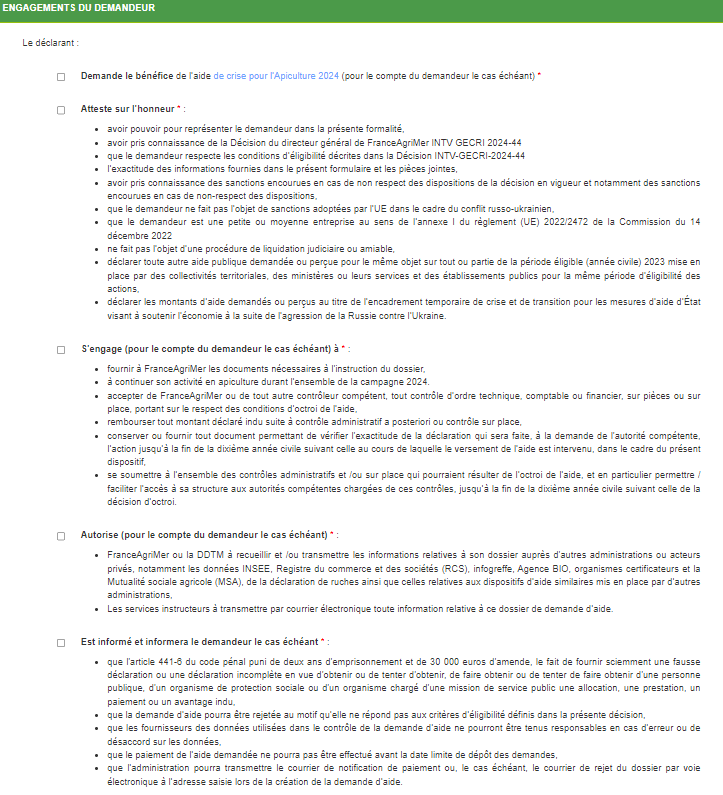 ENGAGEMENTS DU DEMANDEUR
Le déclarant :
Demande le bénéfice de l'aide de crise pour l'Apiculture 2024 (pour le compte du demandeur le cas échéant) *
Atteste sur l'honneur * :
• avoir pouvoir pour représenter le demandeur dans la présente formalité,
• avoir pris connaissance de la Décision du directeur général de FranceAgriMer INTV GECRI 2024-44
• que le demandeur respecte les conditions d'éligibilité décrites dans la Décision INTV-GECRI-2024-44
• l'exactitude des informations fournies dans le présent formulaire et les pièces jointes,
• avoir pris connaissance des sanctions encourues en cas de non respect des dispositions de la décision en vigueur et notamment des sanctions
encourues en cas de non-respect des dispositions,
• que le demandeur ne fait pas l'objet de sanctions adoptées par l'UE dans le cadre du conflit russo-ukrainien,
• que le demandeur est une petite ou moyenne entreprise au sens de l'annexe I du règlement (UE) 2022/2472 de la Commission du 14
décembre 2022
• ne fait pas l'objet d'une procédure de liquidation judiciaire ou amiable,
• déclarer toute autre aide publique demandée ou perçue pour le même objet sur tout ou partie de la période éligible (année civile) 2023 mise en
place par des collectivités territoriales, des ministères ou leurs services et des établissements publics pour la même période d'éligibilité des
actions,
• déclarer les montants d'aide demandés ou perçus au titre de l'encadrement temporaire de crise et de transition pour les mesures d'aide d'État
visant à soutenir l'économie à la suite de l'agression de la Russie contre l'Ukraine.
S'engage (pour le compte du demandeur le cas échéant) à * :
• fournir à FranceAgriMer les documents nécessaires à l'instruction du dossier,
• à continuer son activité en apiculture durant l'ensemble de la campagne 2024.
• accepter de FranceAgriMer ou de tout autre contrôleur compétent, tout contrôle d'ordre technique, comptable ou financier, sur pièces ou sur
place, portant sur le respect des conditions d'octroi de l'aide,
• rembourser tout montant déclaré indu suite à contrôle administratif a posteriori ou contrôle sur place,
• conserver ou fournir tout document permettant de vérifier l'exactitude de la déclaration qui sera faite, à la demande de l'autorité compétente,
l'action jusqu'à la fin de la dixième année civile suivant celle au cours de laquelle le versement de l'aide est intervenu, dans le cadre du présent
dispositif,
• se soumettre à l'ensemble des contrôles administratifs et /ou sur place qui pourraient résulter de l'octroi de l'aide, et en particulier permettre /
faciliter l'accès à sa structure aux autorités compétentes chargées de ces contrôles, jusqu'à la fin de la dixième année civile suivant celle de la
décision d'octroi.
Autorise (pour le compte du demandeur le cas échéant) * :
• FranceAgriMer ou la DDTM à recueillir et /ou transmettre les informations relatives à son dossier auprès d'autres administrations ou acteurs
privés, notamment les données INSEE, Registre du commerce et des sociétés (RCS), infogreffe, Agence BIO, organismes certificateurs et la
Mutualité sociale agricole (MSA), de la déclaration de ruches ainsi que celles relatives aux dispositifs d'aide similaires mis en place par d'autres
administrations,
• Les services instructeurs à transmettre par courrier électronique toute information relative à ce dossier de demande d'aide.
Est informé et informera le demandeur le cas échéant * :
• que l'article 441-6 du code pénal puni de deux ans d'emprisonnement et de 30 000 euros d'amende, le fait de fournir sciemment une fausse
déclaration ou une déclaration incomplète en vue d'obtenir ou de tenter d'obtenir, de faire obtenir ou de tenter de faire obtenir d'une personne
publique, d'un organisme de protection sociale ou d'un organisme chargé d'une mission de service public une allocation, une prestation, un
paiement ou un avantage indu,
• que la demande d'aide pourra être rejetée au motif qu'elle ne répond pas aux critères d'éligibilité définis dans la présente décision,
• que les fournisseurs des données utilisées dans le contrôle de la demande d'aide ne pourront être tenus responsables en cas d'erreur ou de
désaccord sur les données,
• que le paiement de l'aide demandée ne pourra pas être effectué avant la date limite de dépôt des demandes,
• que l'administration pourra transmettre le courrier de notification de paiement ou, le cas échéant, le courrier de rejet du dossier par voie
électronique à l'adresse saisie lors de la création de la demande d'aide.